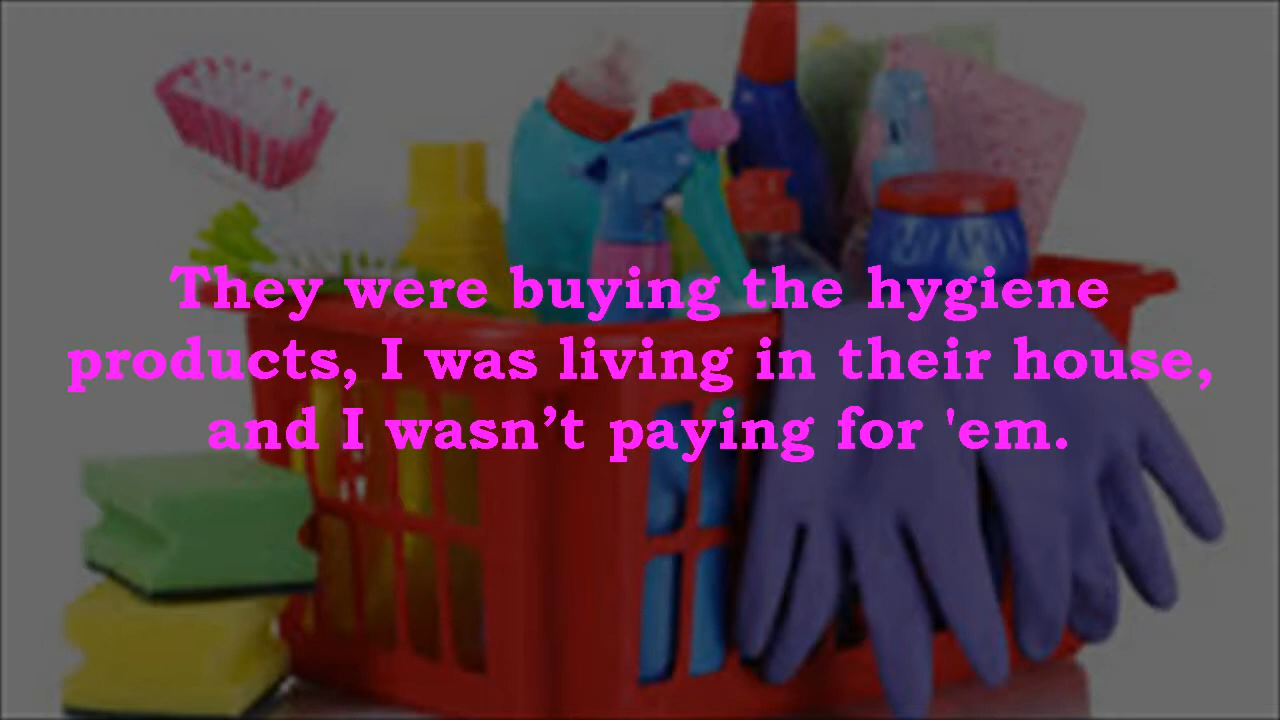 They were buying the hygiene
products, I was living in their house,
and I wasn’t paying for 'em.